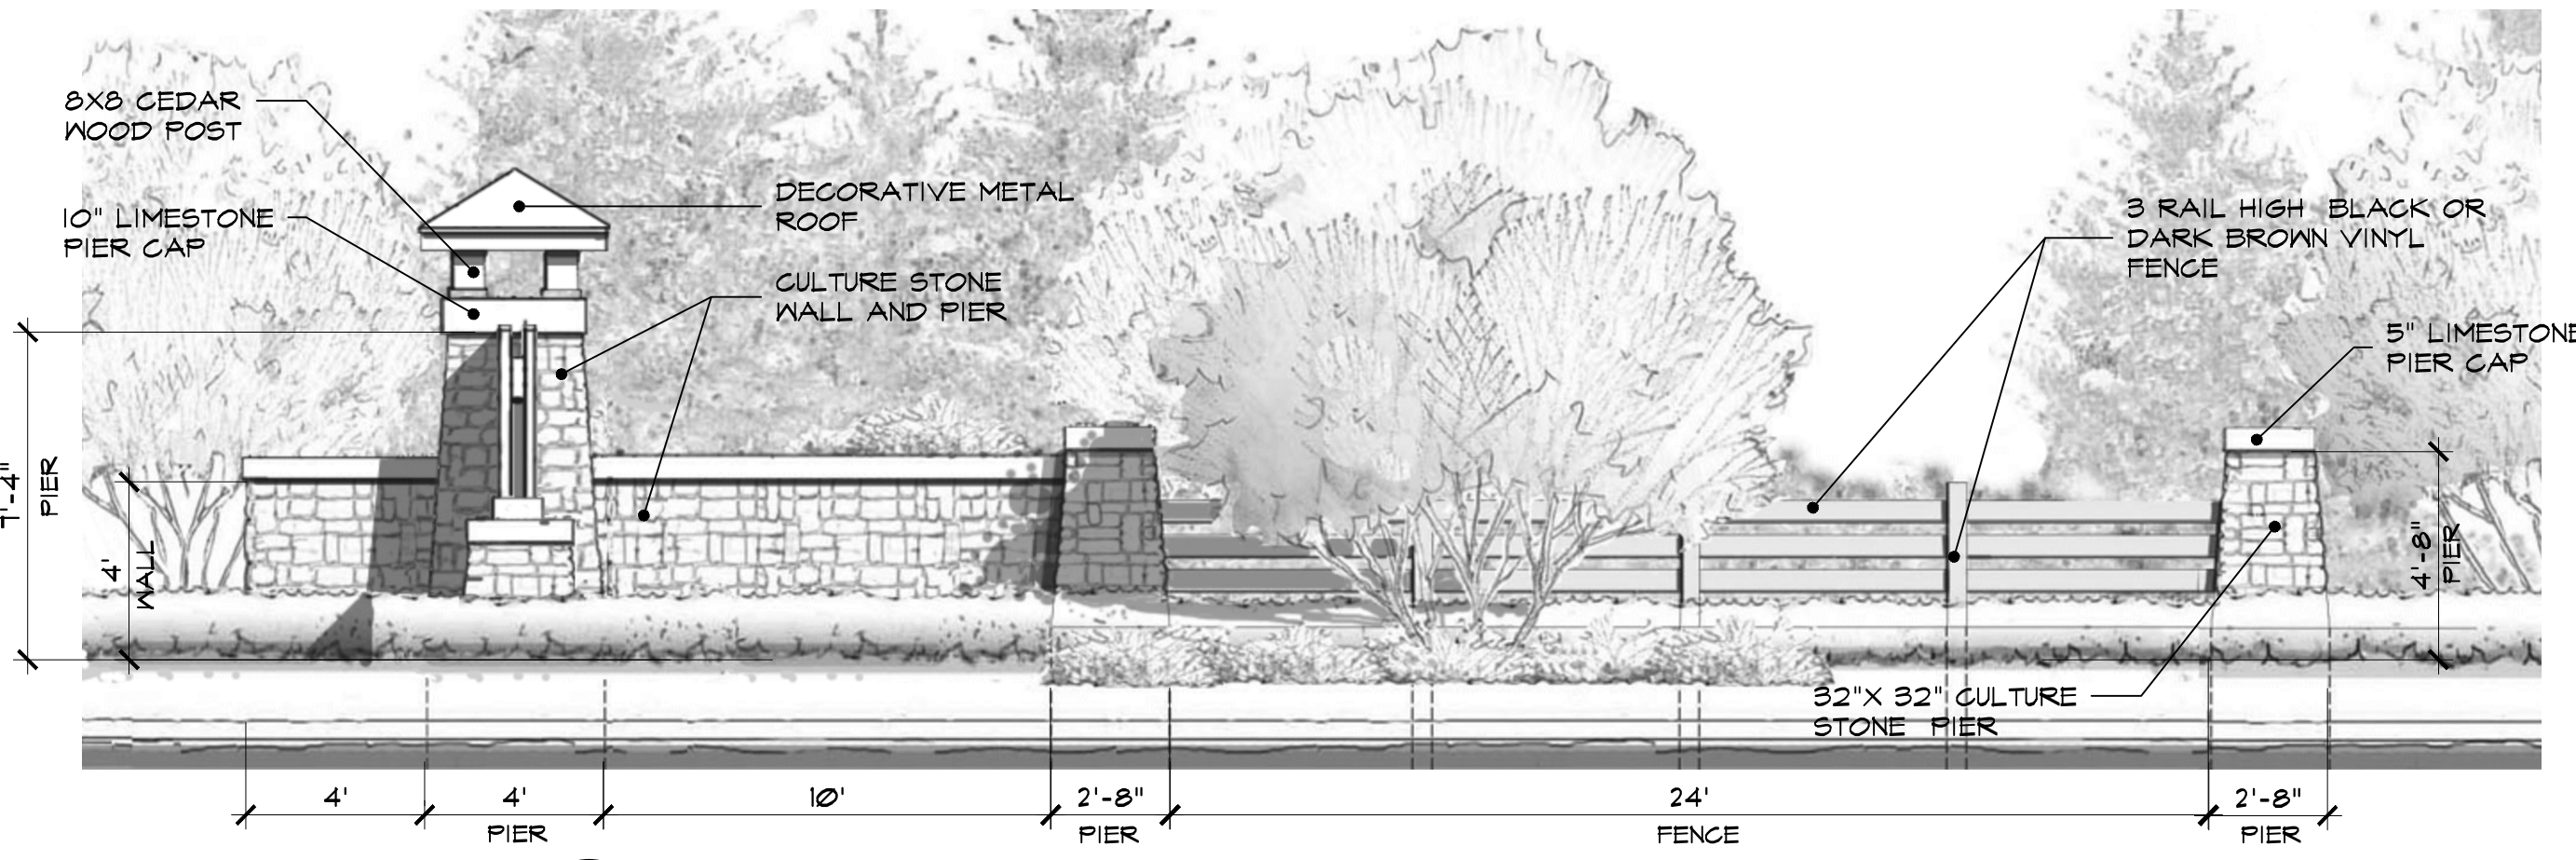 8X8 CEDAR
WOOD POST
10" LIMESTONE
PIER CAP
DECORATIVE METAL
ROOF
CULTURE STONE
WALL AND PIER
3 RAIL HIGH BLACK OR
DARK BROWN VINYL
FENCE
5" LIMESTONE
PIER CAP
7'-4"
PIER
4'
WALL
4'-8"
PIER
32"X 32" CULTURE
STONE PIER
4'
4'
PIER
10'
2'-8"
PIER
24'
FENCE
2'-8"
PIER